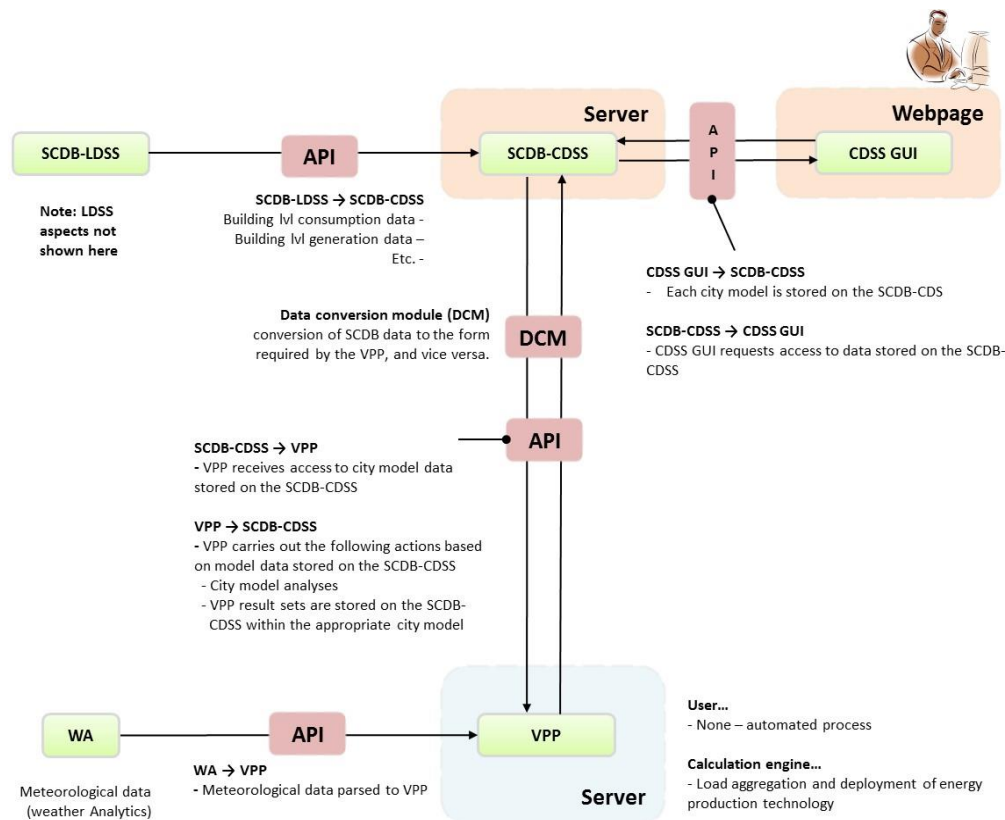 Server
Webpage
SCDB-LDSS
API
SCDB-CDSS
A
P
I
CDSS GUI
Note: LDSS
aspects not
shown here
SCDB-LDSS → SCDB-CDSS
Building lvl consumption data -
Building lvl generation data –
Etc. -
CDSS GUI → SCDB-CDSS
- Each city model is stored on the SCDB-CDS
SCDB-CDSS → CDSS GUI
- CDSS GUI requests access to data stored on the SCDB-
CDSS
Data conversion module (DCM)
conversion of SCDB data to the form
required by the VPP, and vice versa.
DCM
API
SCDB-CDSS → VPP
- VPP receives access to city model data
stored on the SCDB-CDSS
VPP → SCDB-CDSS
- VPP carries out the following actions based
on model data stored on the SCDB-CDSS
- City model analyses
- VPP result sets are stored on the SCDB-
CDSS within the appropriate city model
WA
API
VPP
Server
Meteorological data
(weather Analytics)
WA → VPP
- Meteorological data parsed to VPP
User...
- None – automated process
Calculation engine...
- Load aggregation and deployment of energy
production technology